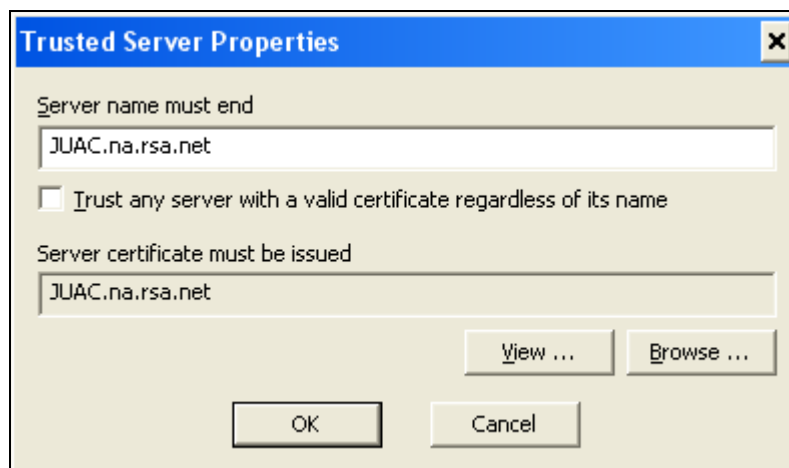 Trusted Server Properties
Server name must end
JUAC.na.rsa.net
Trust any server with a valid certificate regardless of its name
Server certificate must be issued
JUAC.na.rsa.net
View ... Browse ...
OK Cancel